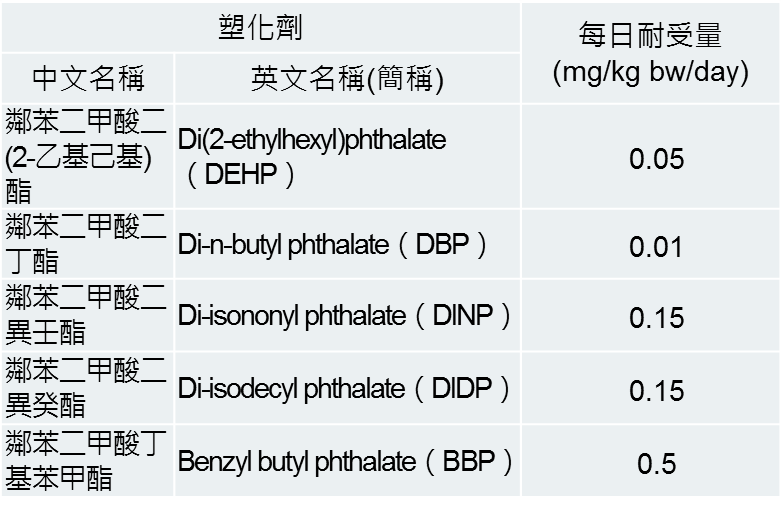 塑化劑
每日耐受量
(mg/kg bw/day)
中文名稱
英文名稱(簡稱)
鄰苯二甲酸二
(2-乙基己基)
酯
Di(2-ethylhexyl)phthalate
（DEHP）
0.05
鄰苯二甲酸二
丁酯
Di-n-butyl phthalate（DBP）
0.01
鄰苯二甲酸二
異壬酯
Di-isononyl phthalate（DINP）
0.15
鄰苯二甲酸二
異癸酯
Di-isodecyl phthalate（DIDP）
0.15
鄰苯二甲酸丁
基苯甲酯
Benzyl butyl phthalate（BBP）
0.5